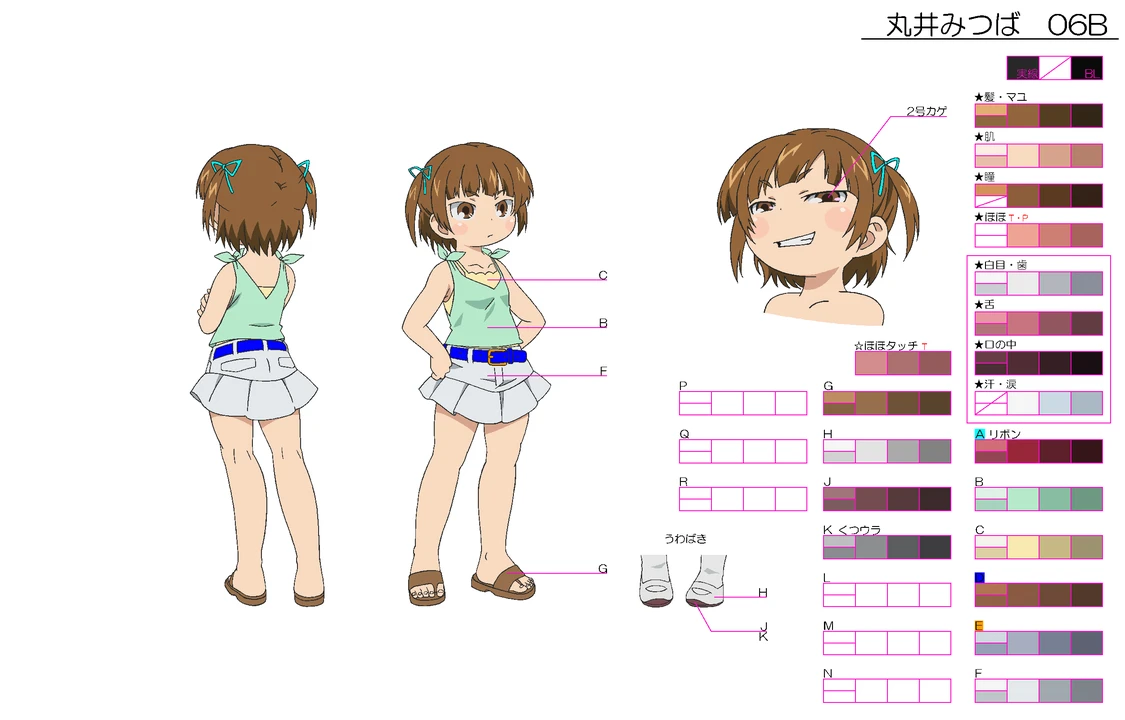 丸井みつば 06B
実線 BL
2号カゲ
★髪・マユ
★肌
★瞳
★ほほ T・P
★白目・歯
★舌
★口の中
★汗・涙
☆ほほタッチ T
C
B
F
G
P
G
Q
H
A リボン
R
J
B
K くつウラ
C
うわばき
H
J
K
L
M
E
N
F